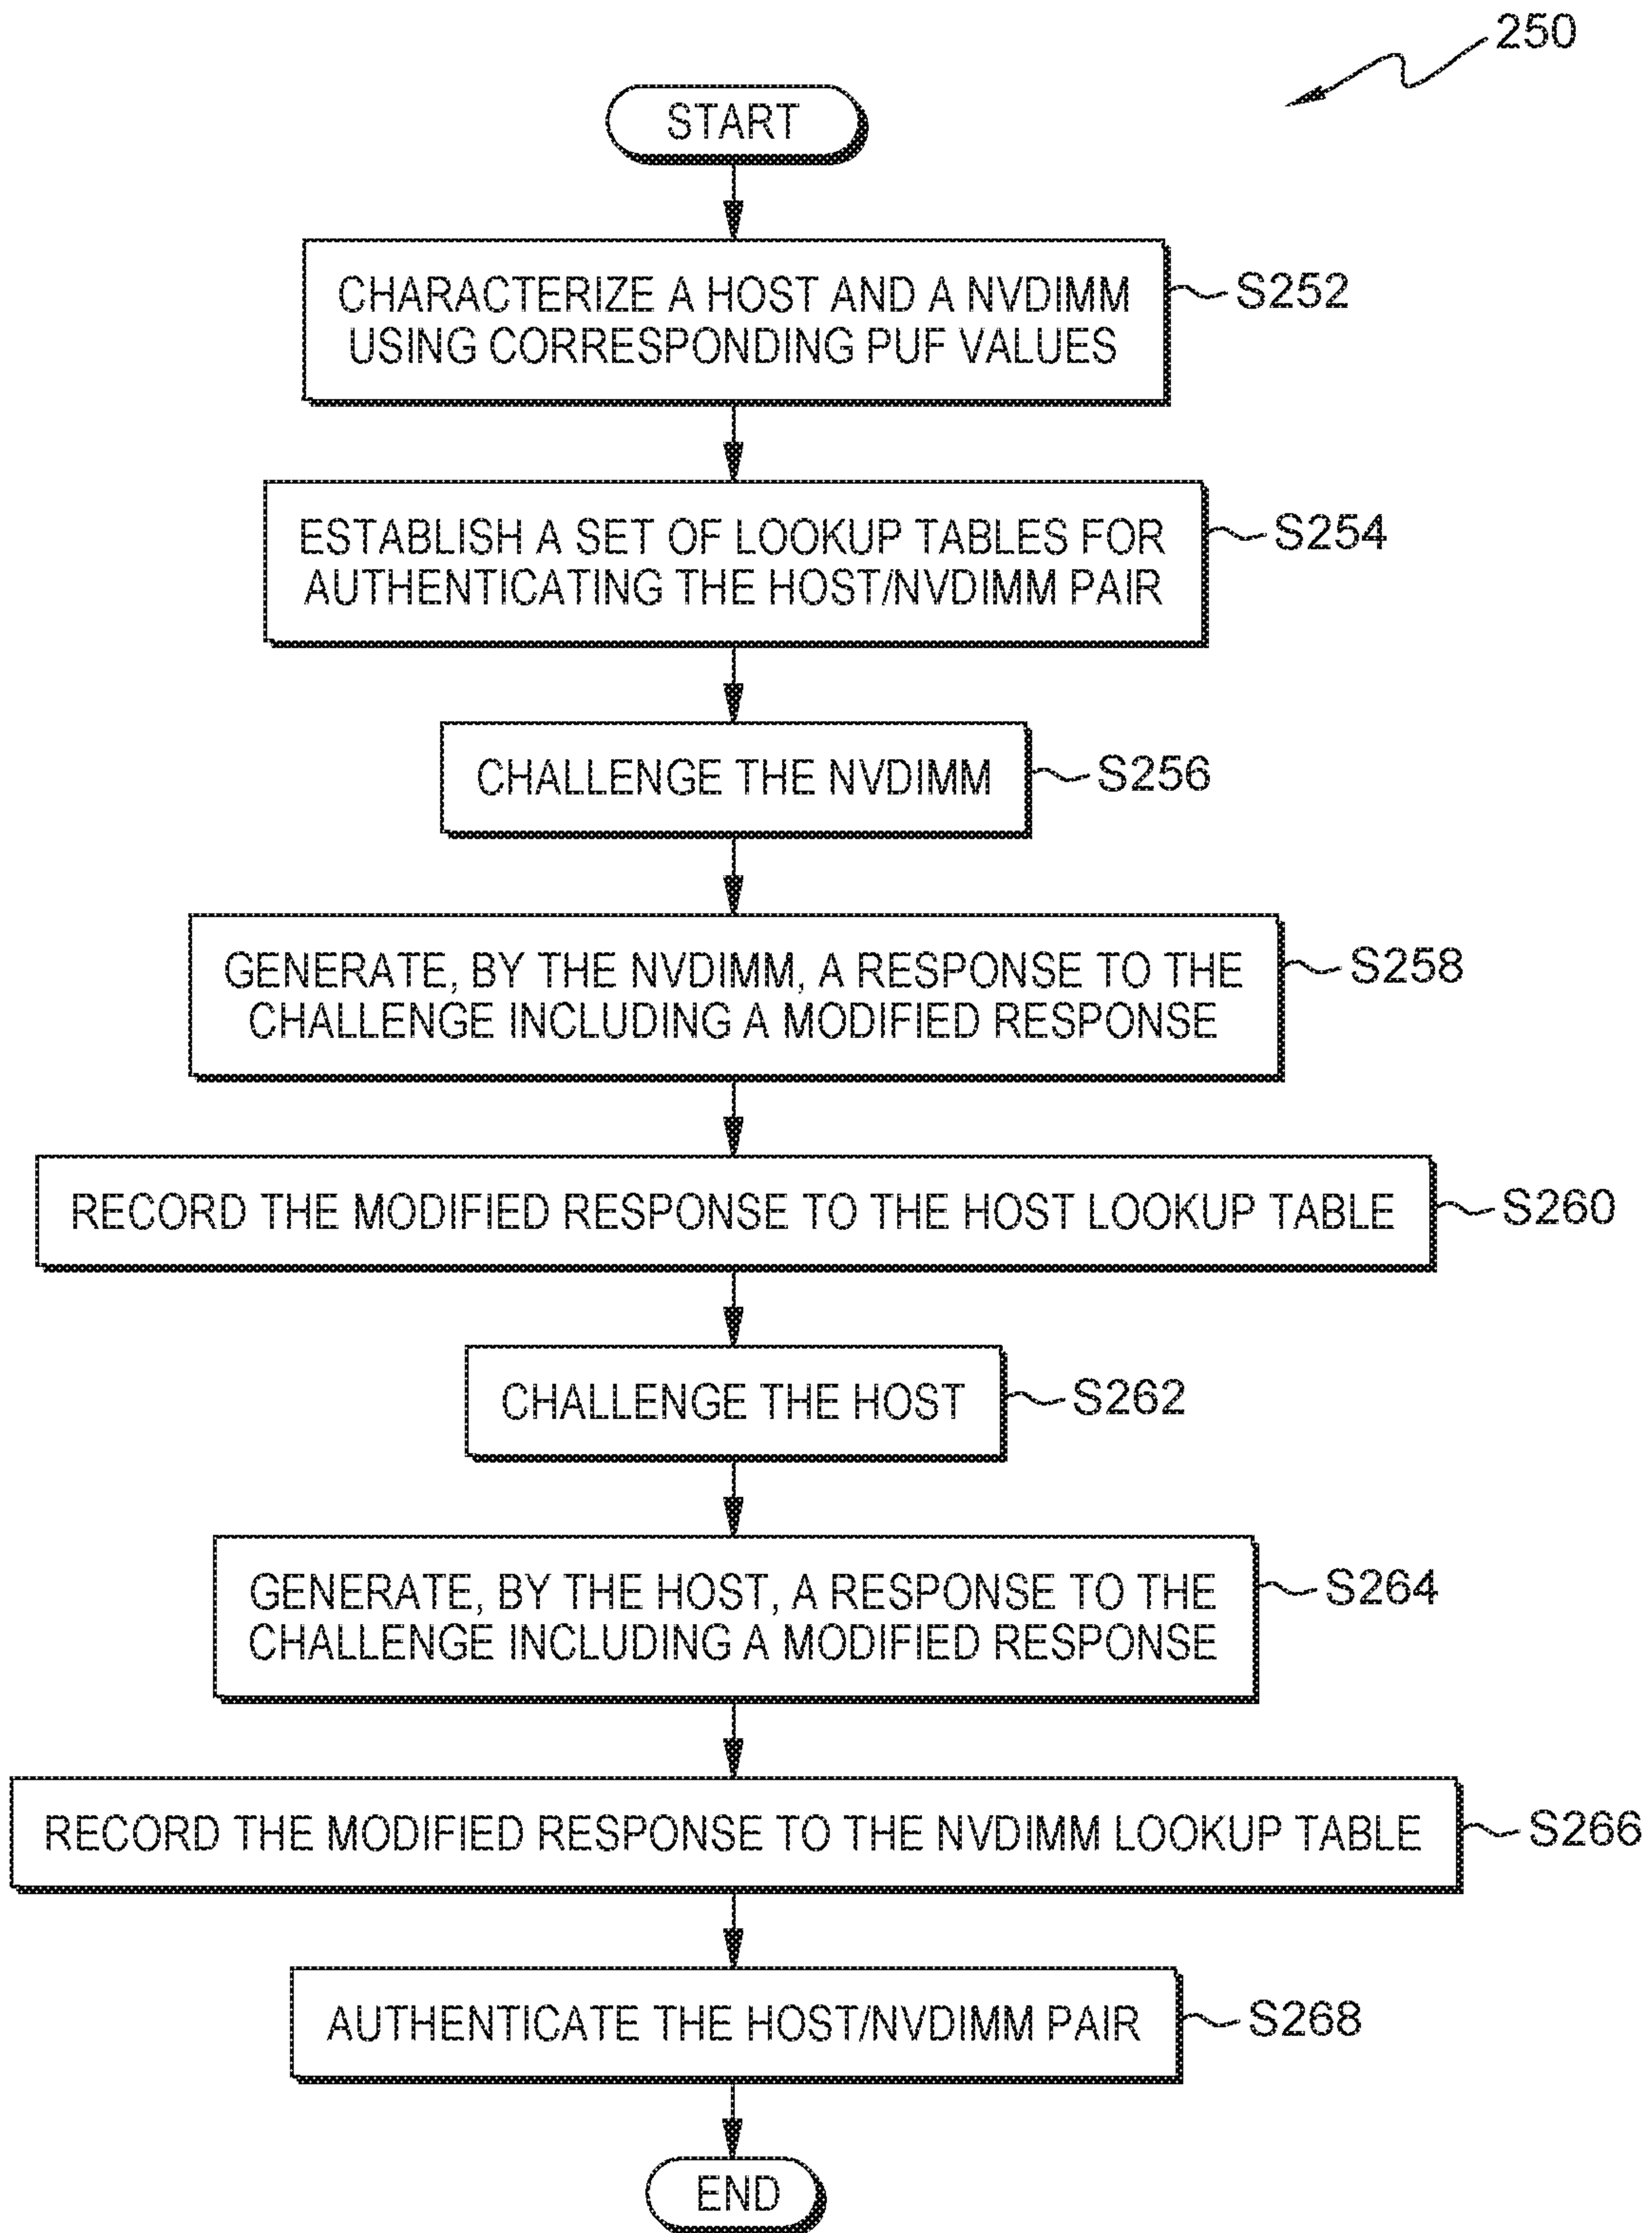 250
START
CHARACTERIZE A HOST AND A NVDIMM
USING CORRESPONDING PUF VALUES
S252
ESTABLISH A SET OF LOOKUP TABLES FOR
AUTHENTICATING THE HOST/NVDIMM PAIR
S254
CHALLENGE THE NVDIMM
S256
GENERATE, BY THE NVDIMM, A RESPONSE TO THE
CHALLENGE INCLUDING A MODIFIED RESPONSE
S258
RECORD THE MODIFIED RESPONSE TO THE HOST LOOKUP TABLE
S260
CHALLENGE THE HOST
S262
GENERATE, BY THE HOST, A RESPONSE TO THE
CHALLENGE INCLUDING A MODIFIED RESPONSE
S264
RECORD THE MODIFIED RESPONSE TO THE NVDIMM LOOKUP TABLE
S266
AUTHENTICATE THE HOST/NVDIMM PAIR
S268
END